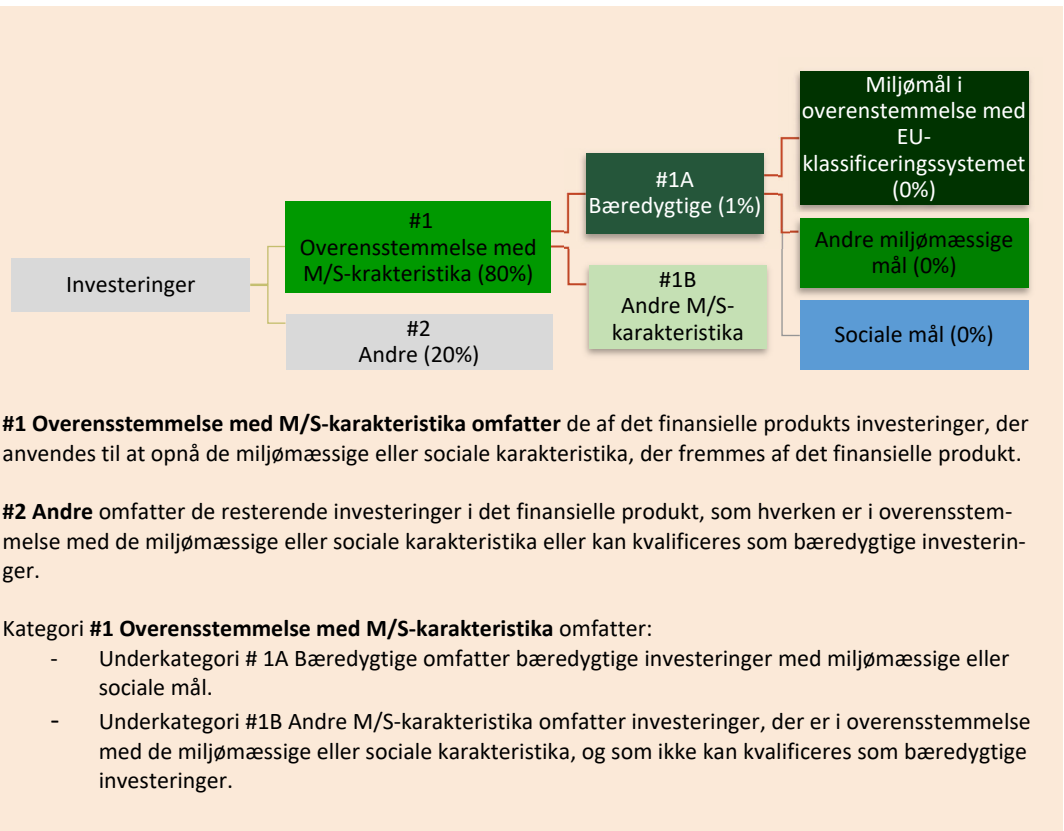 Investeringer
#1
Overensstemmelse med
M/S-krakteristika (80%)
#2
Andre (20%)
#1A
Bæredygtige (1%)
#1B
Andre M/S-
karakteristika
Miljømål i
overenstemmelse med
EU-
klassificeringssystemet
(0%)
Andre miljømæssige
mål (0%)
Sociale mål (0%)
#1 Overensstemmelse med M/S-karakteristika omfatter de af det finansielle produkts investeringer, der
anvendes til at opnå de miljømæssige eller sociale karakteristika, der fremmes af det finansielle produkt.
#2 Andre omfatter de resterende investeringer i det finansielle produkt, som hverken er i overensstem-
melse med de miljømæssige eller sociale karakteristika eller kan kvalificeres som bæredygtige investerin-
ger.
Kategori #1 Overensstemmelse med M/S-karakteristika omfatter:
- Underkategori # 1A Bæredygtige omfatter bæredygtige investeringer med miljømæssige eller
sociale mål.
- Underkategori #1B Andre M/S-karakteristika omfatter investeringer, der er i overensstemmelse
med de miljømæssige eller sociale karakteristika, og som ikke kan kvalificeres som bæredygtige
investeringer.